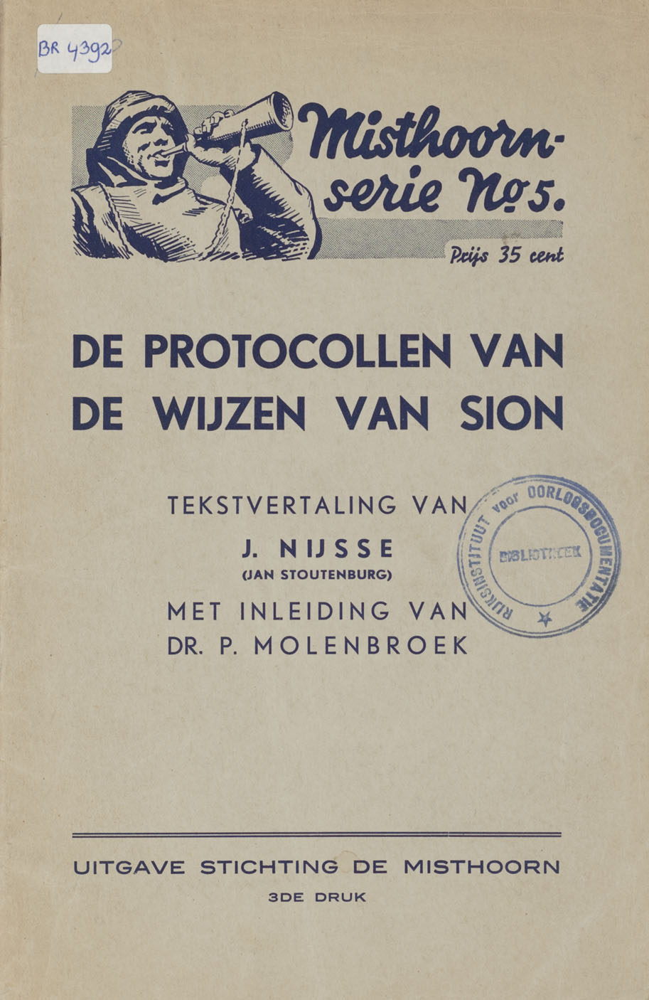 BR 4392
Misthoorn-
serie No 5.
Prijs 35 cent
DE PROTOCOLLEN VAN
DE WIJZEN VAN SION
TEKSTVERTALING VAN
J. NIJSSE
(JAN STOUTENBURG)
MET INLEIDING VAN
DR. P. MOLENBROEK
RIJKSINSTITUUT voor OORLOGSDOCUMENTATIE
BIBLIOTHEEK
UITGAVE STICHTING DE MISTHOORN
3DE DRUK